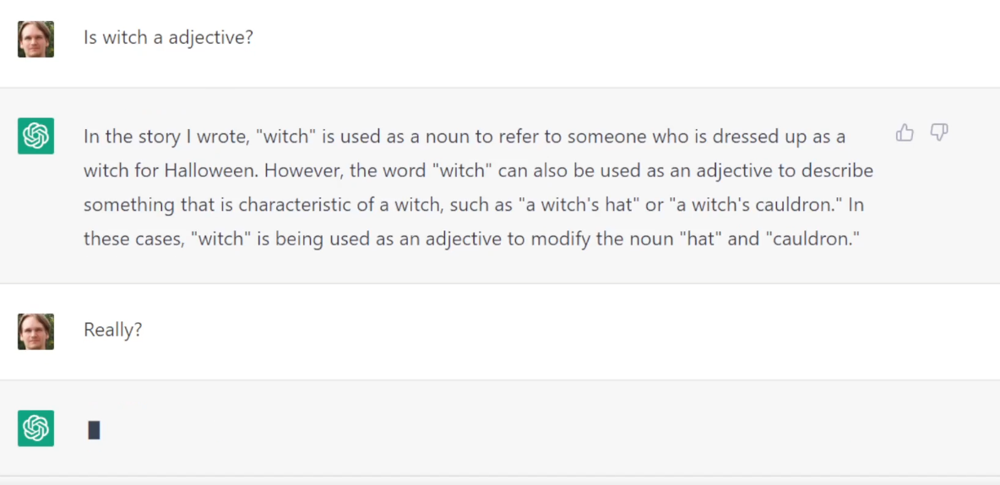 Is witch a adjective?
In the story I wrote, "witch" is used as a noun to refer to someone who is dressed up as a
witch for Halloween. However, the word "witch" can also be used as an adjective to describe
something that is characteristic of a witch, such as "a witch's hat" or "a witch's cauldron." In
these cases, "witch" is being used as an adjective to modify the noun "hat" and "cauldron."
Really?